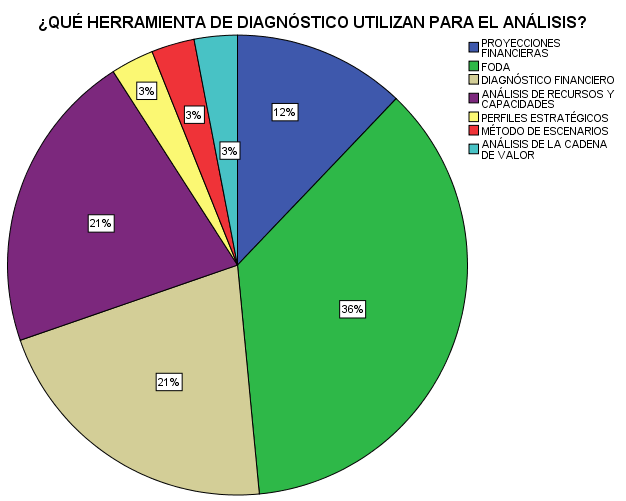 ¿QUÉ HERRAMIENTA DE DIAGNÓSTICO UTILIZAN PARA EL ANÁLISIS?
PROYECCIONES
FINANCIERAS
FODA
DIAGNÓSTICO FINANCIERO
ANÁLISIS DE RECURSOS Y
CAPACIDADES
PERFILES ESTRATÉGICOS
MÉTODO DE ESCENARIOS
ANÁLISIS DE LA CADENA
DE VALOR
3%
3%
12%
3%
21%
36%
21%